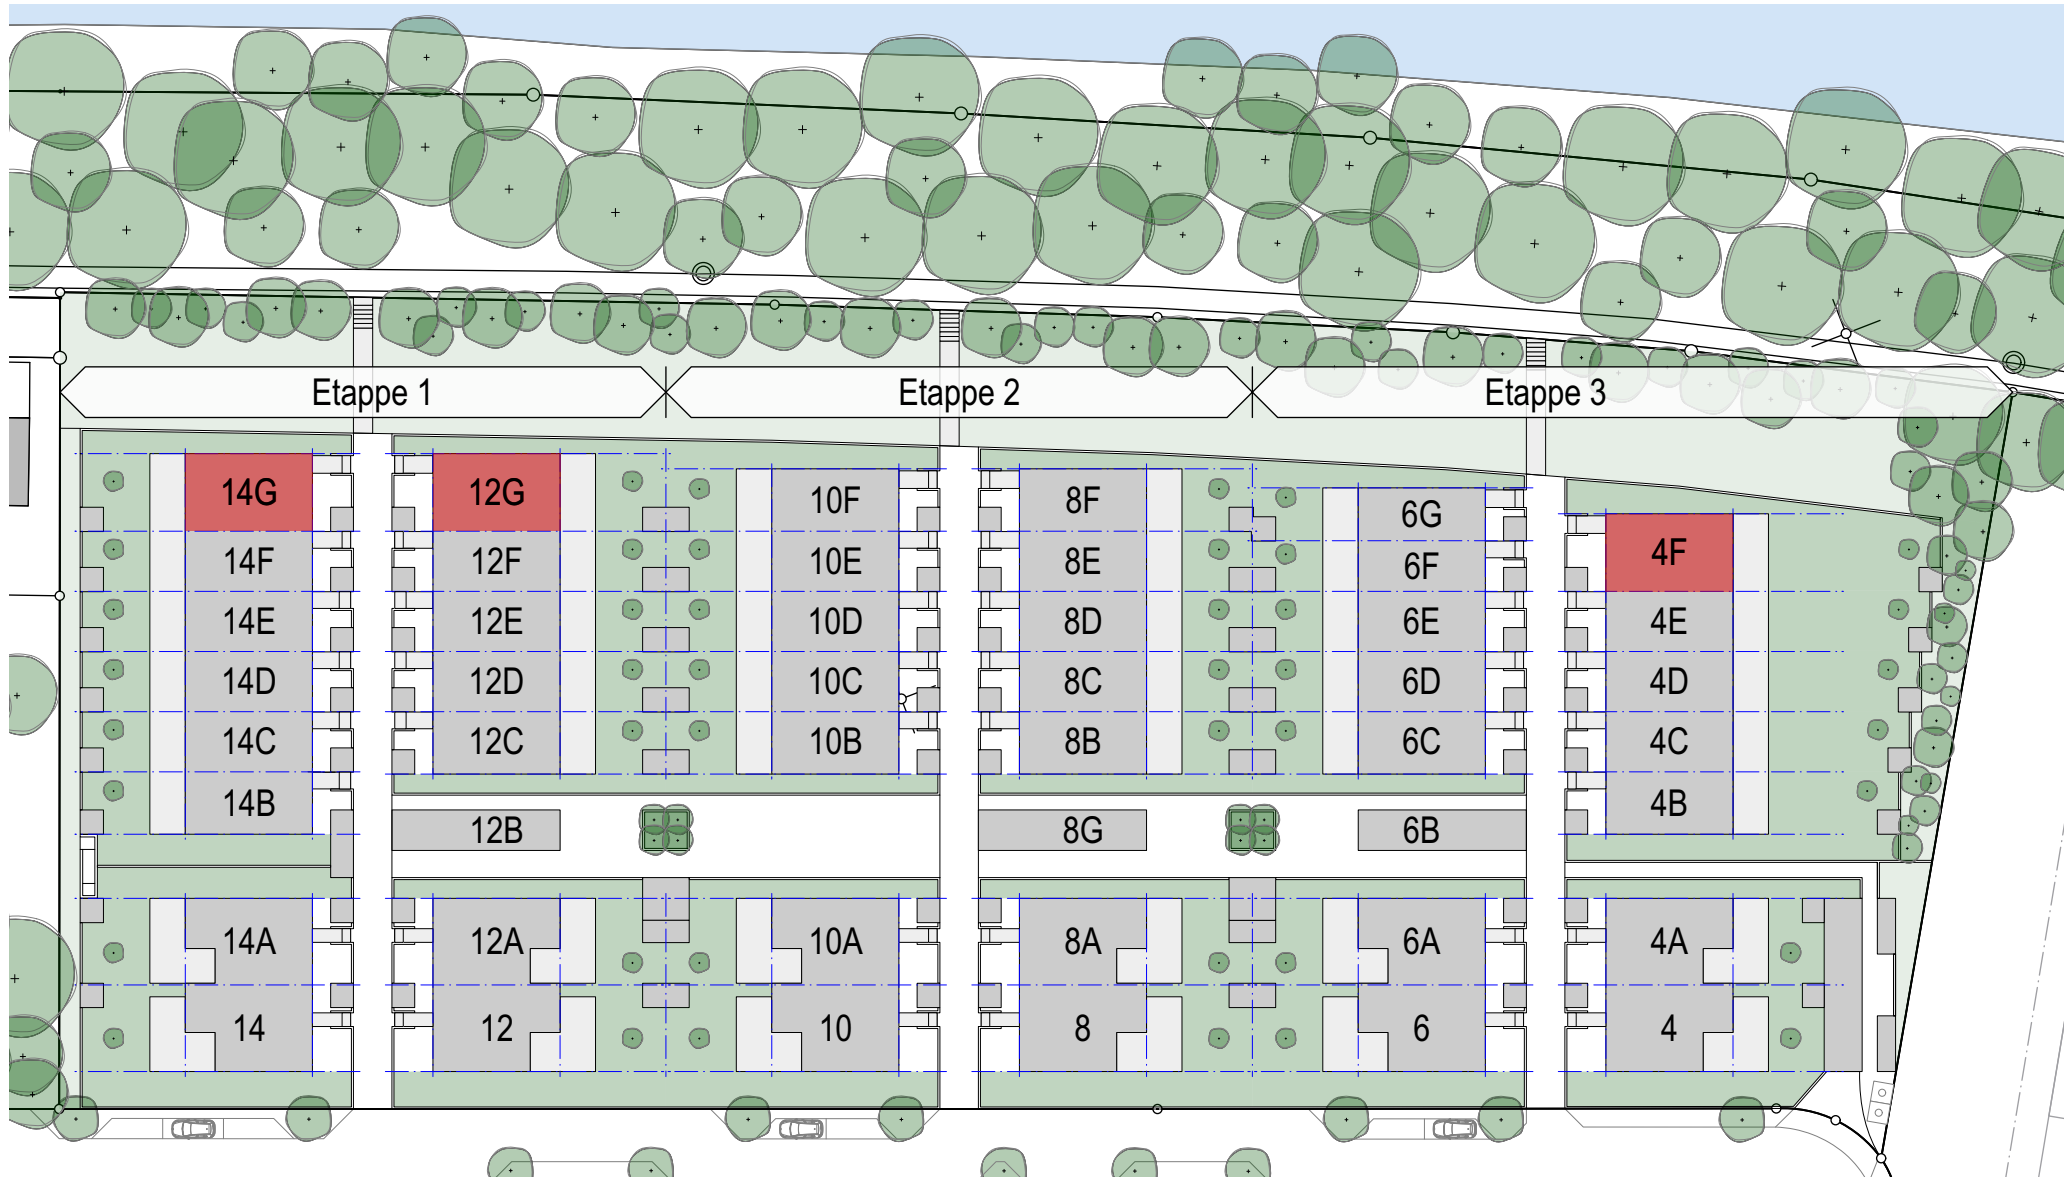 Etappe 1 Etappe 2 Etappe 3
14G 12G 10F 8F 6G 4F
14F 12F 10E 8E 6F 4E
14E 12E 10D 8D 6E 4D
14D 12D 10C 8C 6D 4C
14C 12C 10B 8B 6C 4B
14B 12B 8G 6B
14A 12A 10A 8A 6A 4A
14 12 10 8 6 4